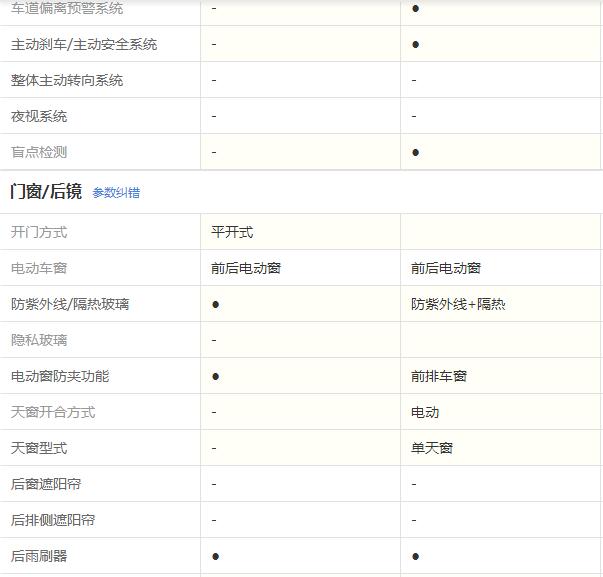 车道偏离预警系统 - ●
主动刹车/主动安全系统 - ●
整体主动转向系统 - -
夜视系统 - -
盲点检测 - ●
门窗/后镜 参数纠错
开门方式 平开式
电动车窗 前后电动窗 前后电动窗
防紫外线/隔热玻璃 ● 防紫外线+隔热
隐私玻璃 -
电动窗防夹功能 ● 前排车窗
天窗开合方式 - 电动
天窗型式 - 单天窗
后窗遮阳帘 - -
后排侧遮阳帘 - -
后雨刷器 ● ●